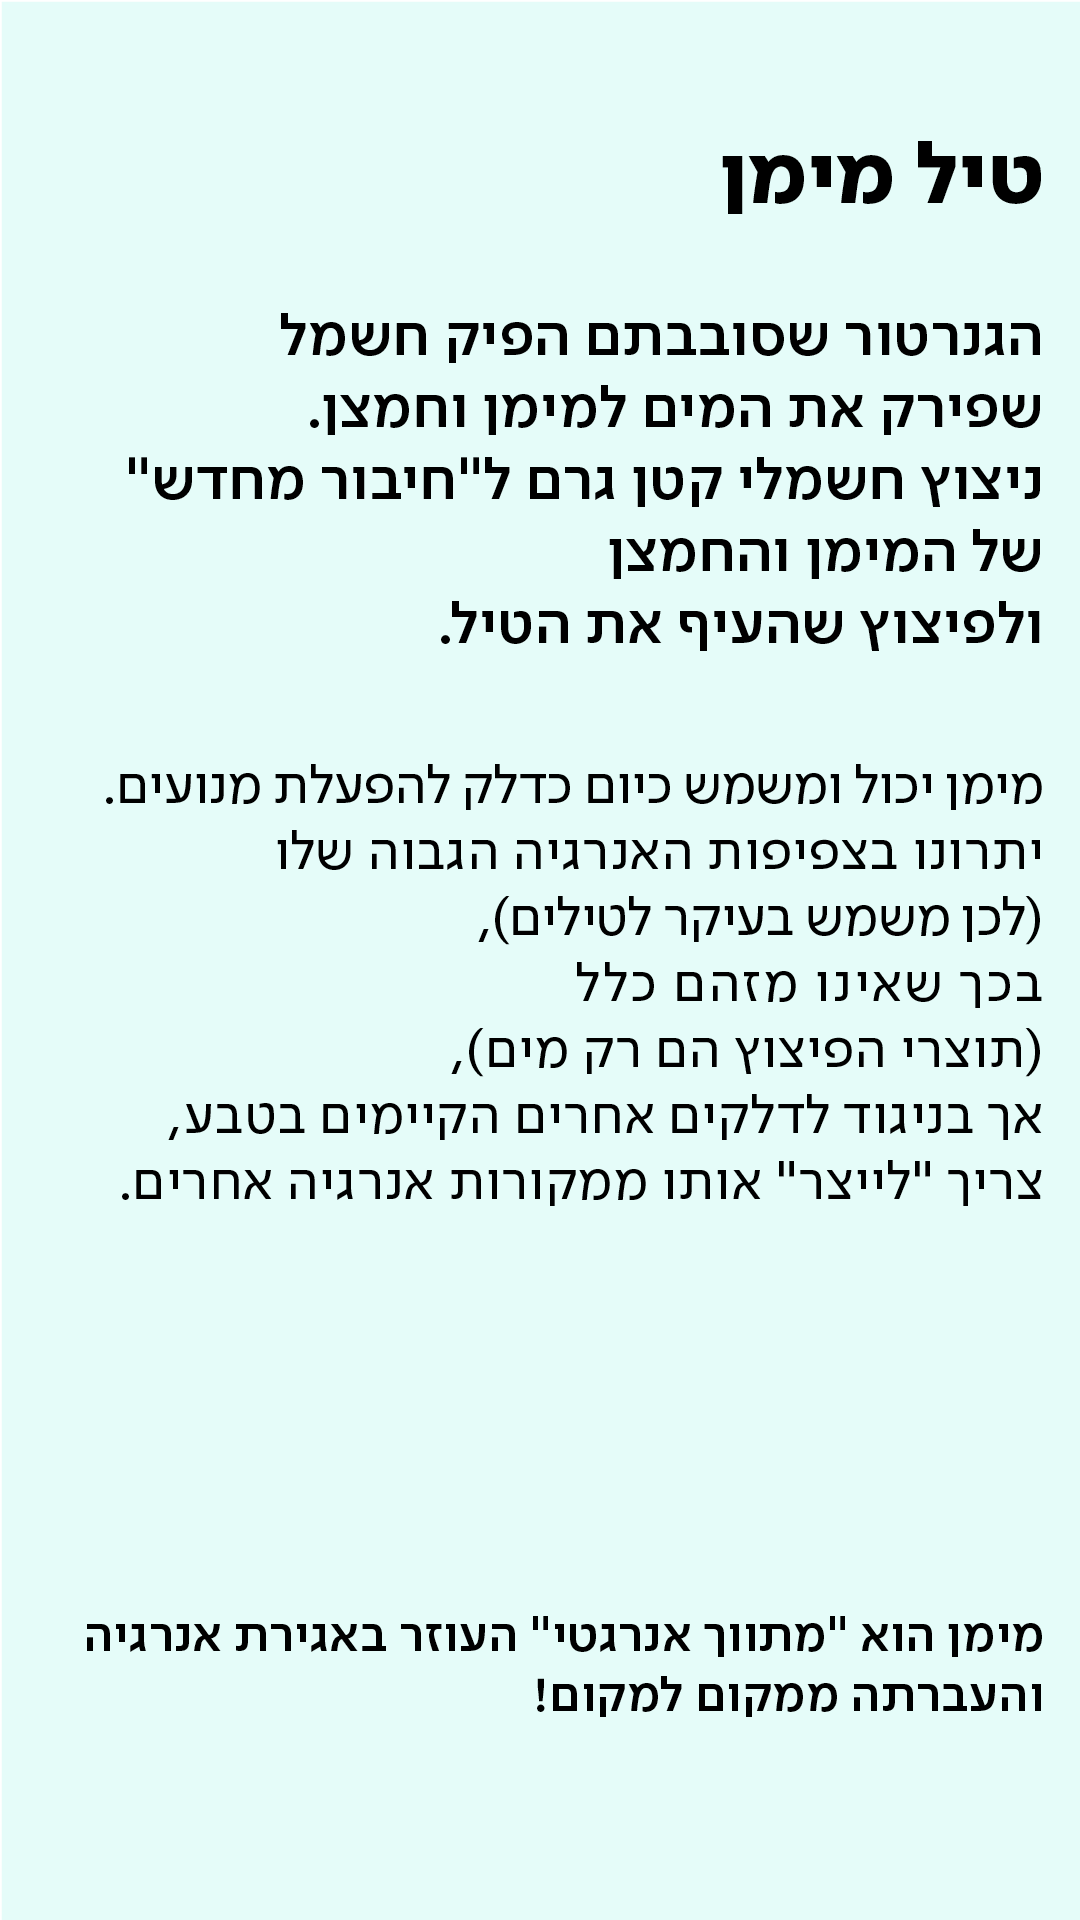 טיל מימן
הגנרטור שסובבתם הפיק חשמל
שפירק את המים למימן וחמצן.
ניצוץ חשמלי קטן גרם ל"חיבור מחדש"
של המימן והחמצן
ולפיצוץ שהעיף את הטיל.
מימן יכול ומשמש כיום כדלק להפעלת מנועים.
יתרונו בצפיפות האנרגיה הגבוה שלו
(לכן משמש בעיקר לטילים),
בכך שאינו מזהם כלל
(תוצרי הפיצוץ הם רק מים),
אך בניגוד לדלקים אחרים הקיימים בטבע,
צריך "לייצר" אותו ממקורות אנרגיה אחרים.
מימן הוא "מתווך אנרגטי" העוזר באגירת אנרגיה
והעברתה ממקום למקום!